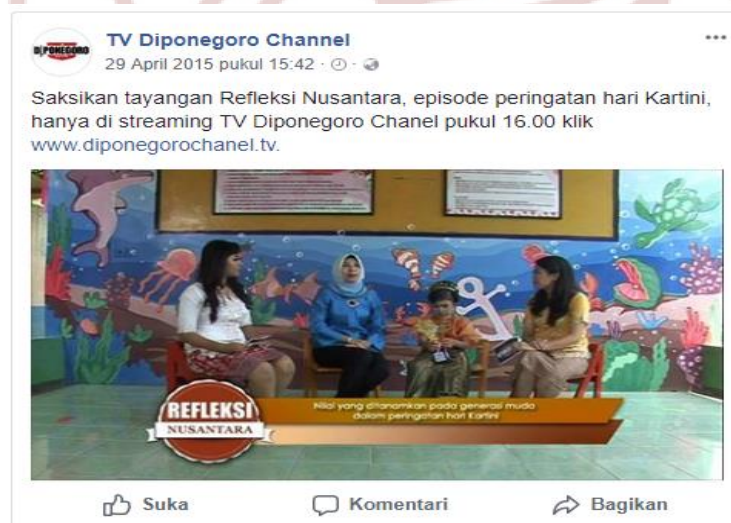 DIPONEGORO
TV Diponegoro Channel
29 April 2015 pukul 15:42
Saksikan tayangan Refleksi Nusantara, episode peringatan hari Kartini,
hanya di streaming TV Diponegoro Chanel pukul 16.00 klik
www.diponegorochanel.tv.
REFLEKSI
NUSANTARA
Nilai yang ditanamkan pada generasi muda
dalam peringatan hari Kartini
Suka
Komentari
Bagikan